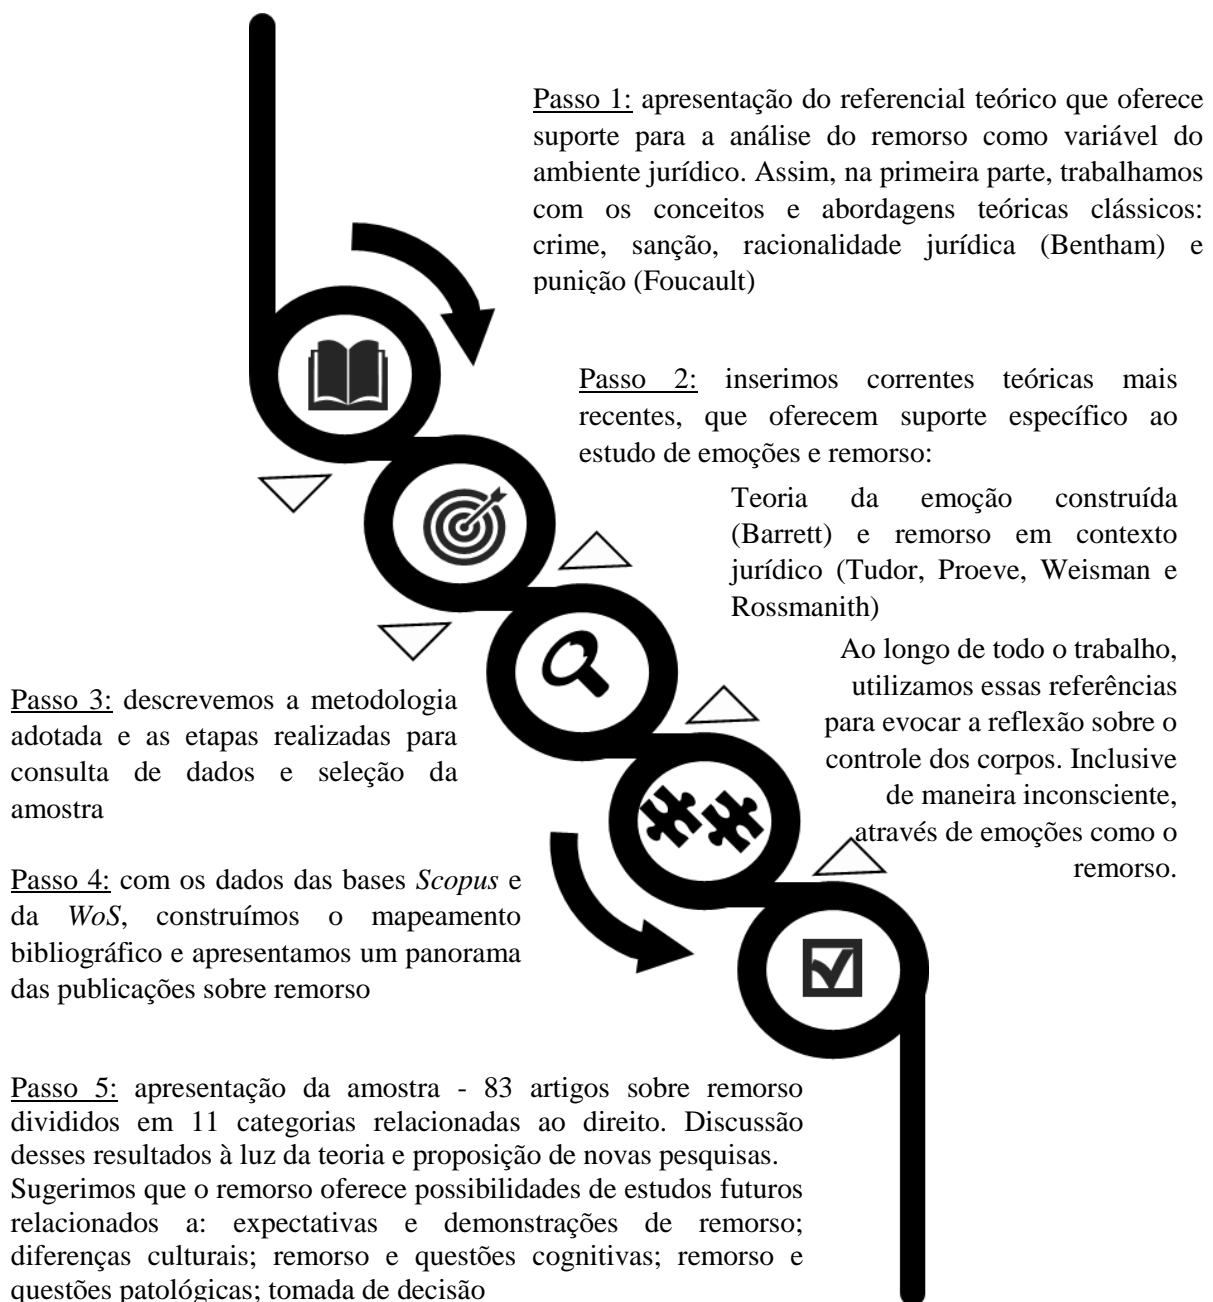 Passo 1: apresentação do referencial teórico que oferece
suporte para a análise do remorso como variável do
ambiente jurídico. Assim, na primeira parte, trabalhamos
com os conceitos e abordagens teóricas clássicos:
crime, sanção, racionalidade jurídica (Bentham) e
punição (Foucault)
Passo 2: inserimos correntes teóricas mais
recentes, que oferecem suporte específico ao
estudo de emoções e remorso:
Teoria da emoção construída
(Barrett) e remorso em contexto
jurídico (Tudor, Proeve, Weisman e
Rossmanith)
Ao longo de todo o trabalho,
utilizamos essas referências
para evocar a reflexão sobre o
controle dos corpos. Inclusive
de maneira inconsciente,
através de emoções como o
remorso.
Passo 3: descrevemos a metodologia
adotada e as etapas realizadas para
consulta de dados e seleção da
amostra
Passo 4: com os dados das bases Scopus e
da WoS, construímos o mapeamento
bibliográfico e apresentamos um panorama
das publicações sobre remorso
Passo 5: apresentação da amostra - 83 artigos sobre remorso
divididos em 11 categorias relacionadas ao direito. Discussão
desses resultados à luz da teoria e proposição de novas pesquisas.
Sugerimos que o remorso oferece possibilidades de estudos futuros
relacionados a: expectativas e demonstrações de remorso;
diferenças culturais; remorso e questões cognitivas; remorso e
questões patológicas; tomada de decisão